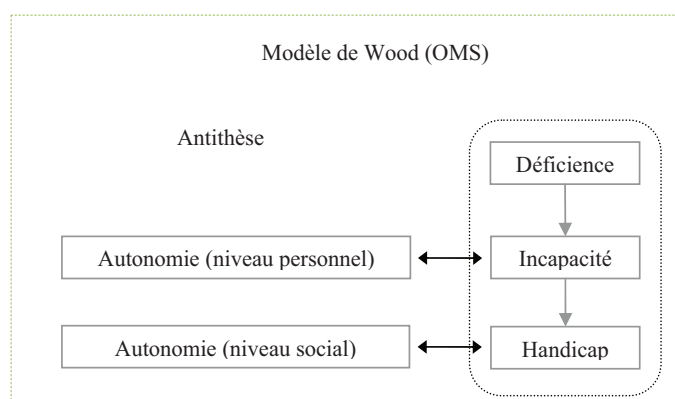 Modèle de Wood (OMS)
Antithèse
Déficience
Autonomie (niveau personnel)
Incapacité
Autonomie (niveau social)
Handicap